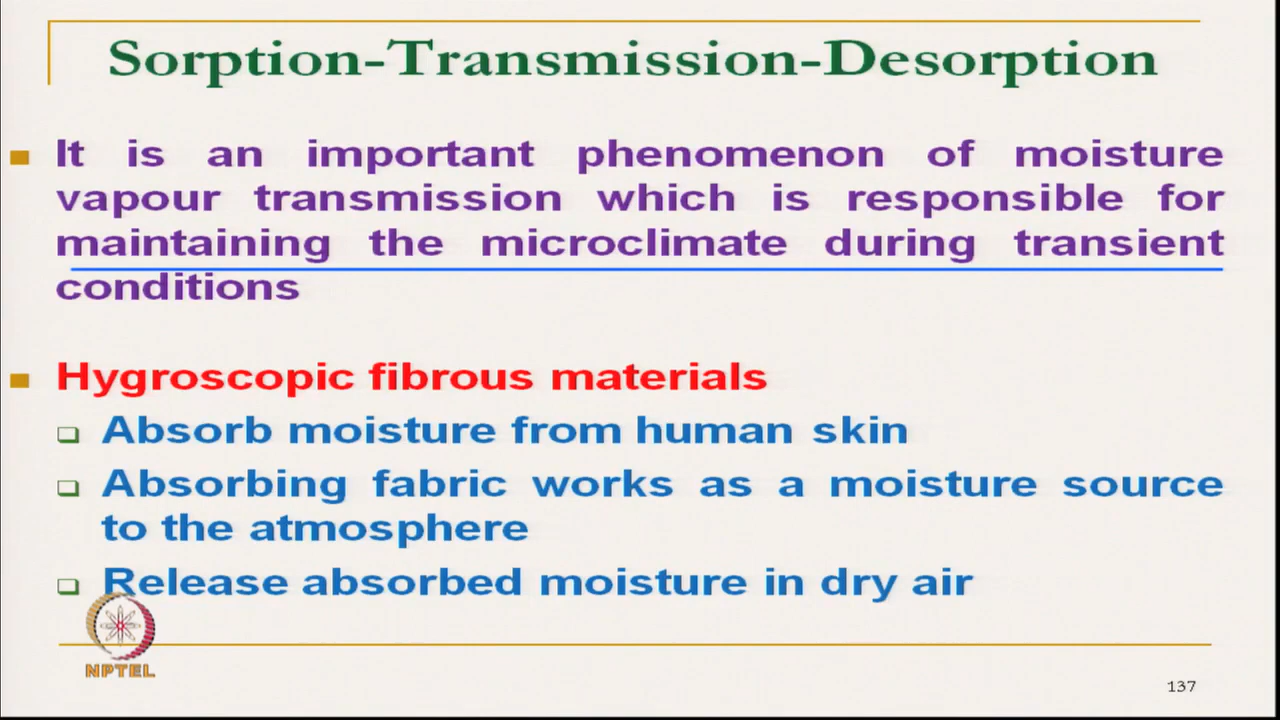 Sorption-Transmission-Desorption
It is an important phenomenon of moisture
vapour transmission which is responsible for
maintaining the microclimate during transient
conditions
Hygroscopic fibrous materials
Absorb moisture from human skin
Absorbing fabric works as a moisture source
to the atmosphere
Release absorbed moisture in dry air
NPTEL
137